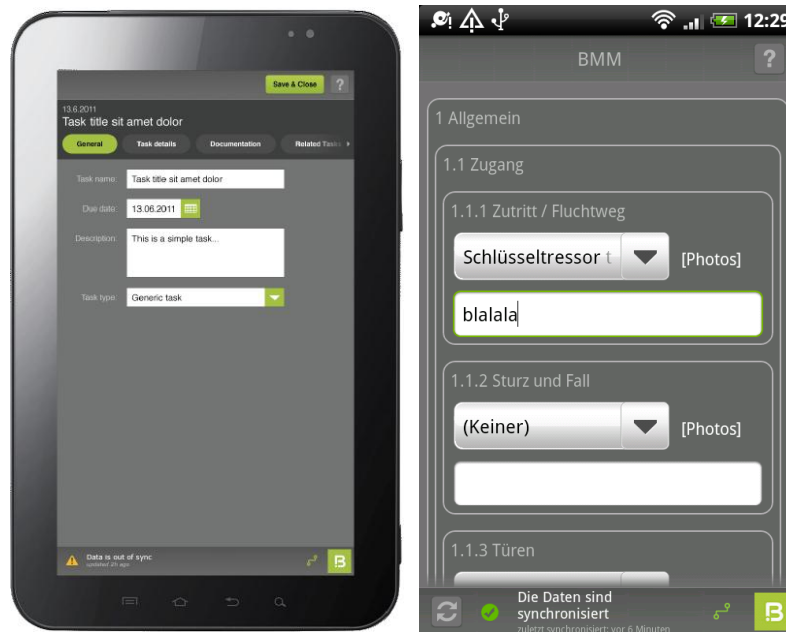 Save & Close
?
13.6.2011
Task title sit amet dolor
General
Task details
Documentation
Related Tasks
Task name:
Task title sit amet dolor
Due date:
13.06.2011
Description:
This is a simple task...
Task type:
Generic task
Data is out of sync
updated 2h ago
B
12:29
BMM
?
1 Allgemein
1.1 Zugang
1.1.1 Zutritt / Fluchtweg
Schlüsseltressor t
[Photos]
blalala
1.1.2 Sturz und Fall
(Keiner)
[Photos]
1.1.3 Türen
Die Daten sind
synchronisiert
zuletzt synchronisiert: vor 6 Minuten
B